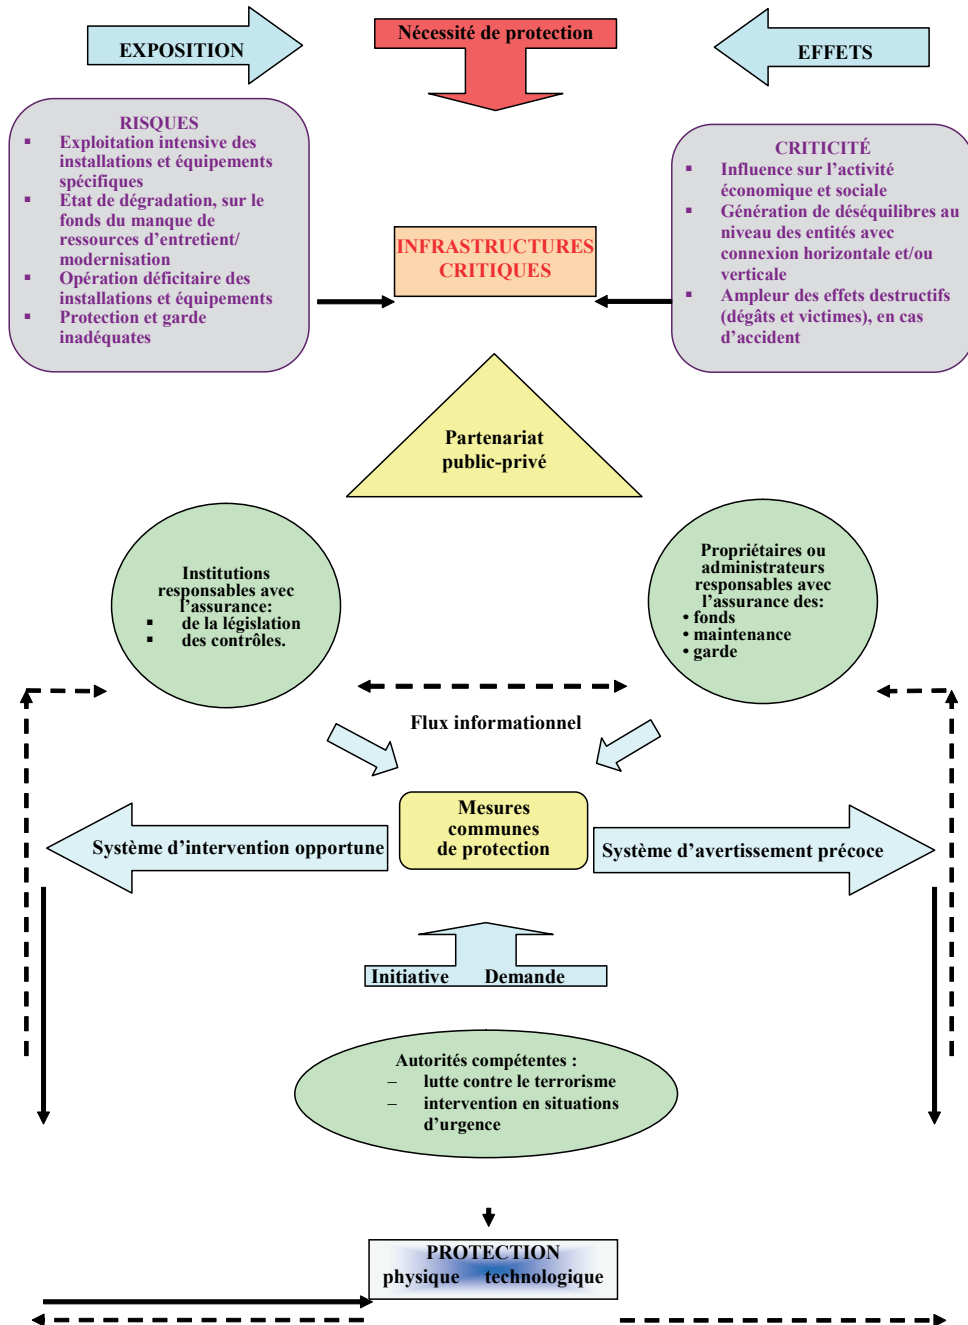 EXPOSITION
Nécessité de protection
EFFETS
RISQUES
▪ Exploitation intensive des
installations et équipements
spécifiques
▪ Etat de dégradation, sur le
fonds du manque de
ressources d'entretient/
modernisation
▪ Opération déficitaire des
installations et équipements
▪ Protection et garde
inadéquates
CRITICITÉ
▪ Influence sur l'activité
économique et sociale
▪ Génération de déséquilibres au
niveau des entités avec
connexion horizontale et/ou
verticale
▪ Ampleur des effets destructifs
(dégâts et victimes), en cas
d'accident
INFRASTRUCTURES
CRITIQUES
Partenariat
public-privé
Institutions
responsables avec
l'assurance:
▪ de la législation
▪ des contrôles.
Propriétaires ou
administrateurs
responsables avec
l'assurance des:
• fonds
• maintenance
• garde
Flux informationnel
Mesures
communes
de protection
Système d'intervention opportune
Système d'avertissement précoce
Initiative Demande
Autorités compétentes :
– lutte contre le terrorisme
– intervention en situations
d'urgence
PROTECTION
physique technologique